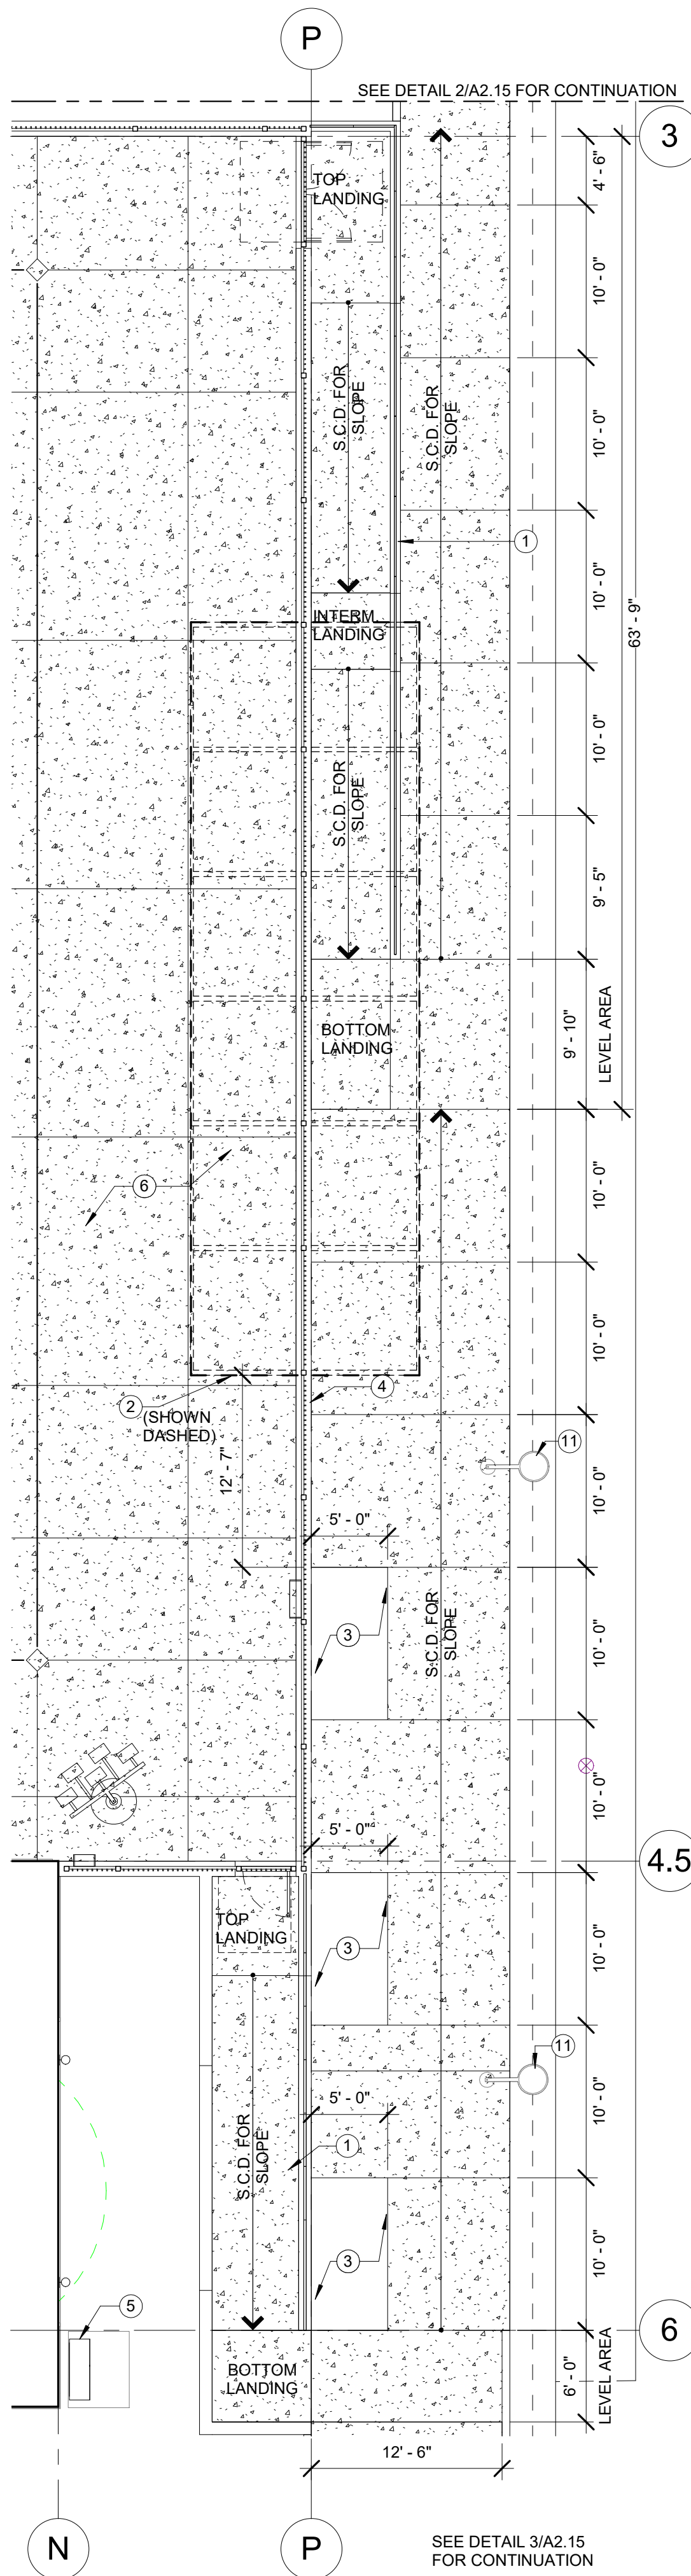 P
SEE DETAIL 2/A2.15 FOR CONTINUATION
3
4' - 6"
TOP
LANDING
10' - 0"
S.C.D. FOR
SLOPE
S.C.D. FOR
SLOPE
10' - 0"
1
10' - 0"
63' - 9"
INTERM.
LANDING
10' - 0"
S.C.D. FOR
SLOPE
9' - 5"
BOTTOM
LANDING
9' - 10"
LEVEL AREA
6
10' - 0"
10' - 0"
2
(SHOWN
DASHED)
4
12' - 7"
11
10' - 0"
5' - 0"
3
S.C.D. FOR
SLOPE
10' - 0"
10' - 0"
5' - 0"
4.5
TOP
LANDING
3
10' - 0"
11
5' - 0"
10' - 0"
S.C.D. FOR
SLOPE
1
3
10' - 0"
5
6
BOTTOM
LANDING
6' - 0"
LEVEL AREA
12' - 6"
N
P
SEE DETAIL 3/A2.15
FOR CONTINUATION